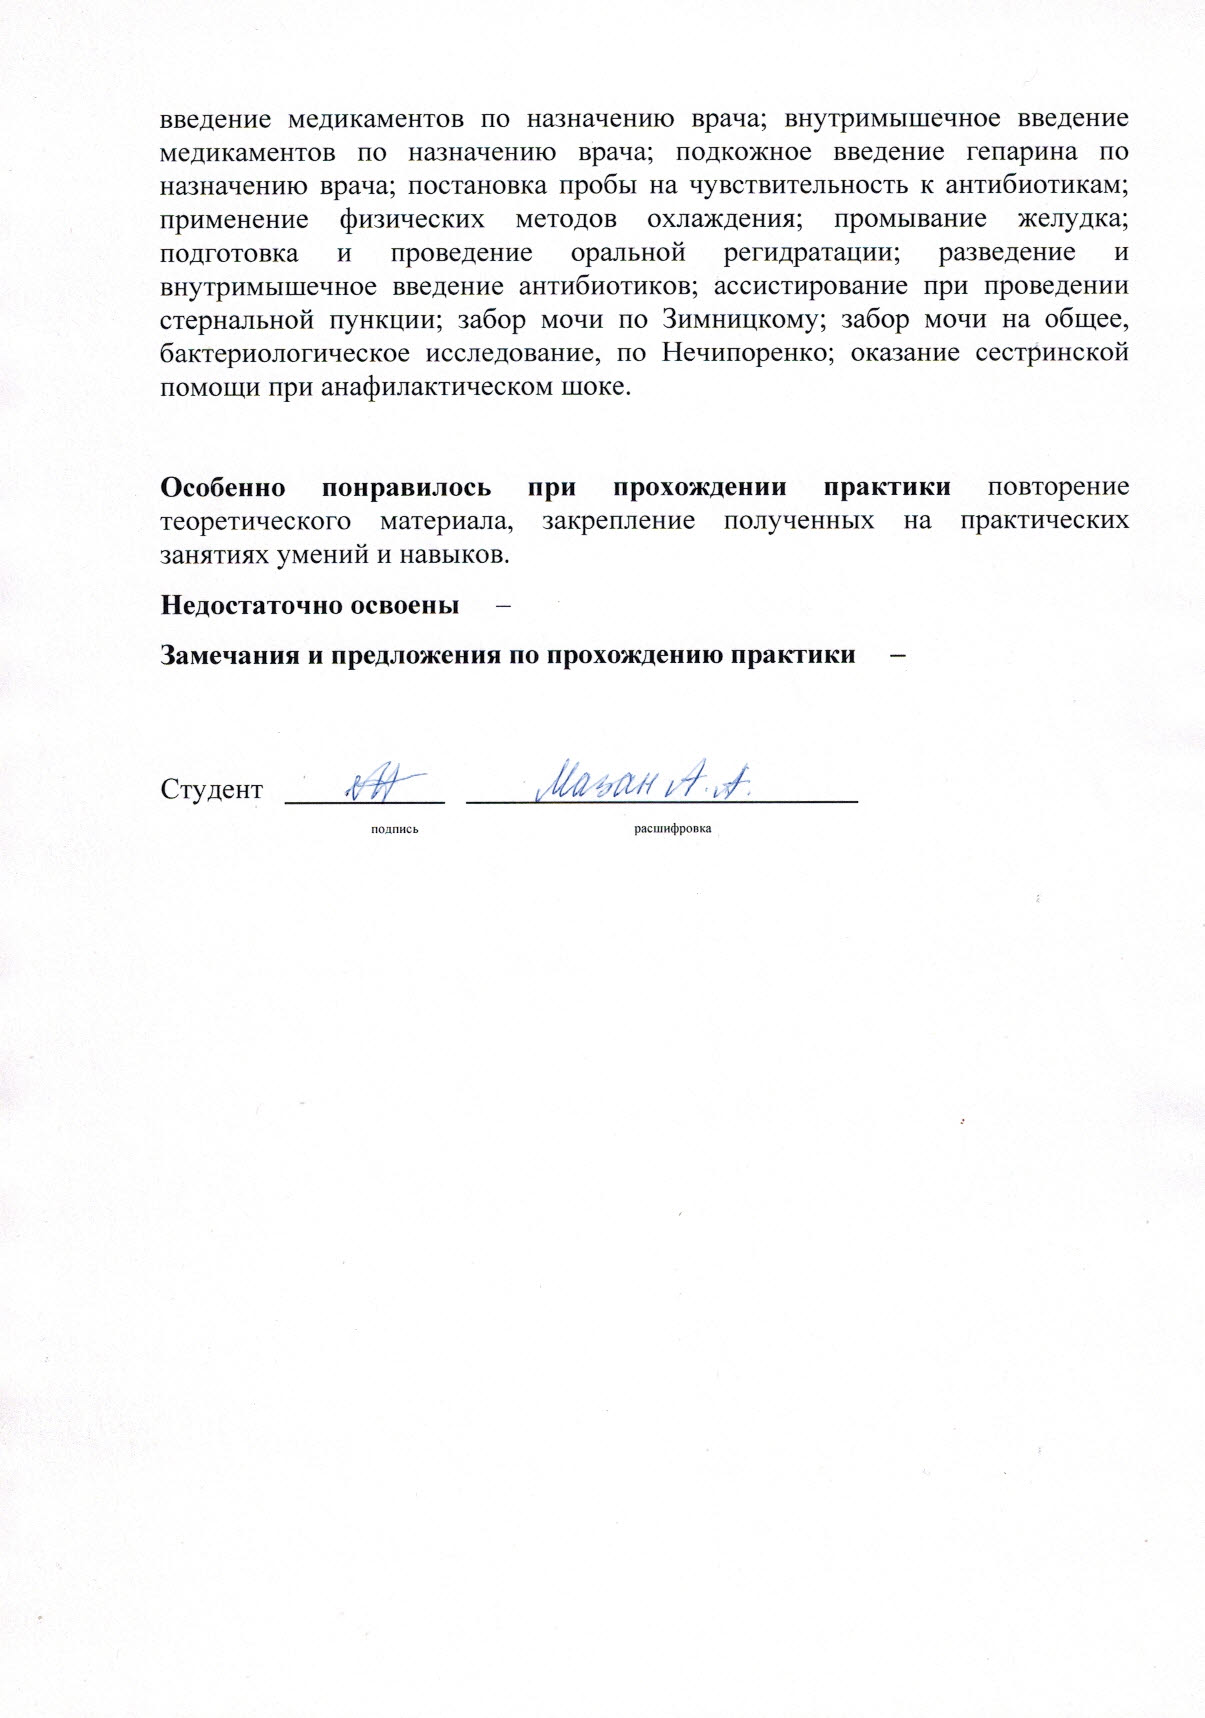 введение медикаментов по назначению врача; внутримышечное введение
медикаментов по назначению врача; подкожное введение гепарина по
назначению врача; постановка пробы на чувствительность к антибиотикам;
применение физических методов охлаждения; промывание желудка;
подготовка и проведение оральной регидратации; разведение и
внутримышечное введение антибиотиков; ассистирование при проведении
стернальной пункции; забор мочи по Зимницкому; забор мочи на общее,
бактериологическое исследование, по Нечипоренко; оказание сестринской
помощи при анафилактическом шоке.
Особенно понравилось при прохождении практики повторение
теоретического материала, закрепление полученных на практических
занятиях умений и навыков.
Недостаточно освоены –
Замечания и предложения по прохождению практики –
Студент Мазан А. А.
подпись расшифровка